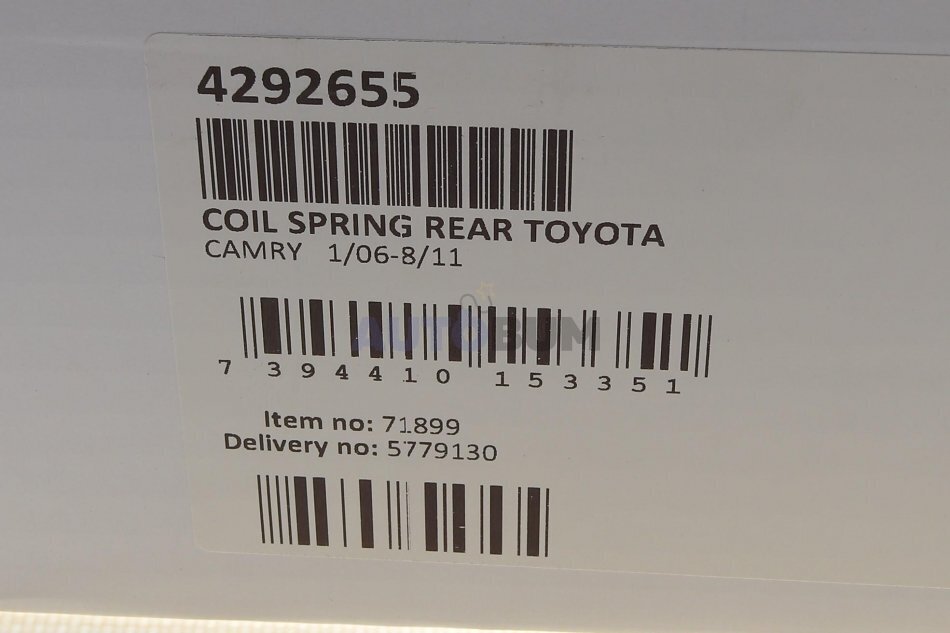 4292655
COIL SPRING REAR TOYOTA
CAMRY 1/06-8/11
AUTOBUM
7 394410 153351
Item no: 71899
Delivery no: 5779130